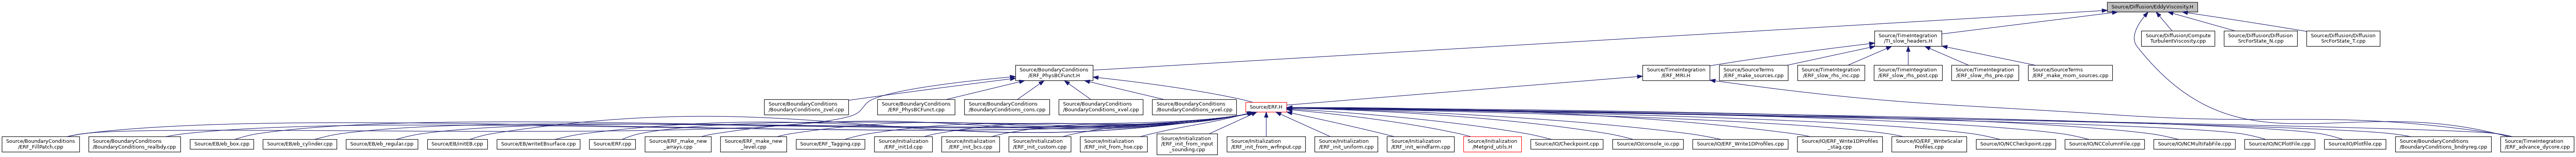 Source/Diffusion/EddyViscosity.H
Source/TimeIntegration
/TI_slow_headers.H
Source/Diffusion/Compute
TurbulentViscosity.cpp
Source/Diffusion/Diffusion
SrcForState_N.cpp
Source/Diffusion/Diffusion
SrcForState_T.cpp
Source/BoundaryConditions
/ERF_PhysBCFunct.H
Source/TimeIntegration
/ERF_MRI.H
Source/SourceTerms
/ERF_make_sources.cpp
Source/TimeIntegration
/ERF_slow_rhs_inc.cpp
Source/TimeIntegration
/ERF_slow_rhs_post.cpp
Source/TimeIntegration
/ERF_slow_rhs_pre.cpp
Source/SourceTerms
/ERF_make_mom_sources.cpp
Source/BoundaryConditions
/BoundaryConditions_zvel.cpp
Source/BoundaryConditions
/ERF_PhysBCFunct.cpp
Source/BoundaryConditions
/BoundaryConditions_cons.cpp
Source/BoundaryConditions
/BoundaryConditions_xvel.cpp
Source/BoundaryConditions
/BoundaryConditions_yvel.cpp
Source/ERF.H
Source/BoundaryConditions
/ERF_FillPatch.cpp
Source/BoundaryConditions
/BoundaryConditions_realbdy.cpp
Source/EB/eb_box.cpp
Source/EB/eb_cylinder.cpp
Source/EB/eb_regular.cpp
Source/EB/initEB.cpp
Source/EB/writeEBsurface.cpp
Source/ERF.cpp
Source/ERF_make_new
_arrays.cpp
Source/ERF_make_new
_level.cpp
Source/ERF_Tagging.cpp
Source/Initialization
/ERF_init1d.cpp
Source/Initialization
/ERF_init_bcs.cpp
Source/Initialization
/ERF_init_custom.cpp
Source/Initialization
/ERF_init_from_hse.cpp
Source/Initialization
/ERF_init_from_input
_sounding.cpp
Source/Initialization
/ERF_init_from_wrfinput.cpp
Source/Initialization
/ERF_init_uniform.cpp
Source/Initialization
/ERF_init_windfarm.cpp
Source/Initialization
/Metgrid_utils.H
Source/IO/Checkpoint.cpp
Source/IO/console_io.cpp
Source/IO/ERF_Write1DProfiles.cpp
Source/IO/ERF_Write1DProfiles
_stag.cpp
Source/IO/ERF_WriteScalar
Profiles.cpp
Source/IO/NCCheckpoint.cpp
Source/IO/NCColumnFile.cpp
Source/IO/NCMultiFabFile.cpp
Source/IO/NCPlotFile.cpp
Source/IO/Plotfile.cpp
Source/BoundaryConditions
/BoundaryConditions_bndryreg.cpp
Source/TimeIntegration
/ERF_advance_dycore.cpp